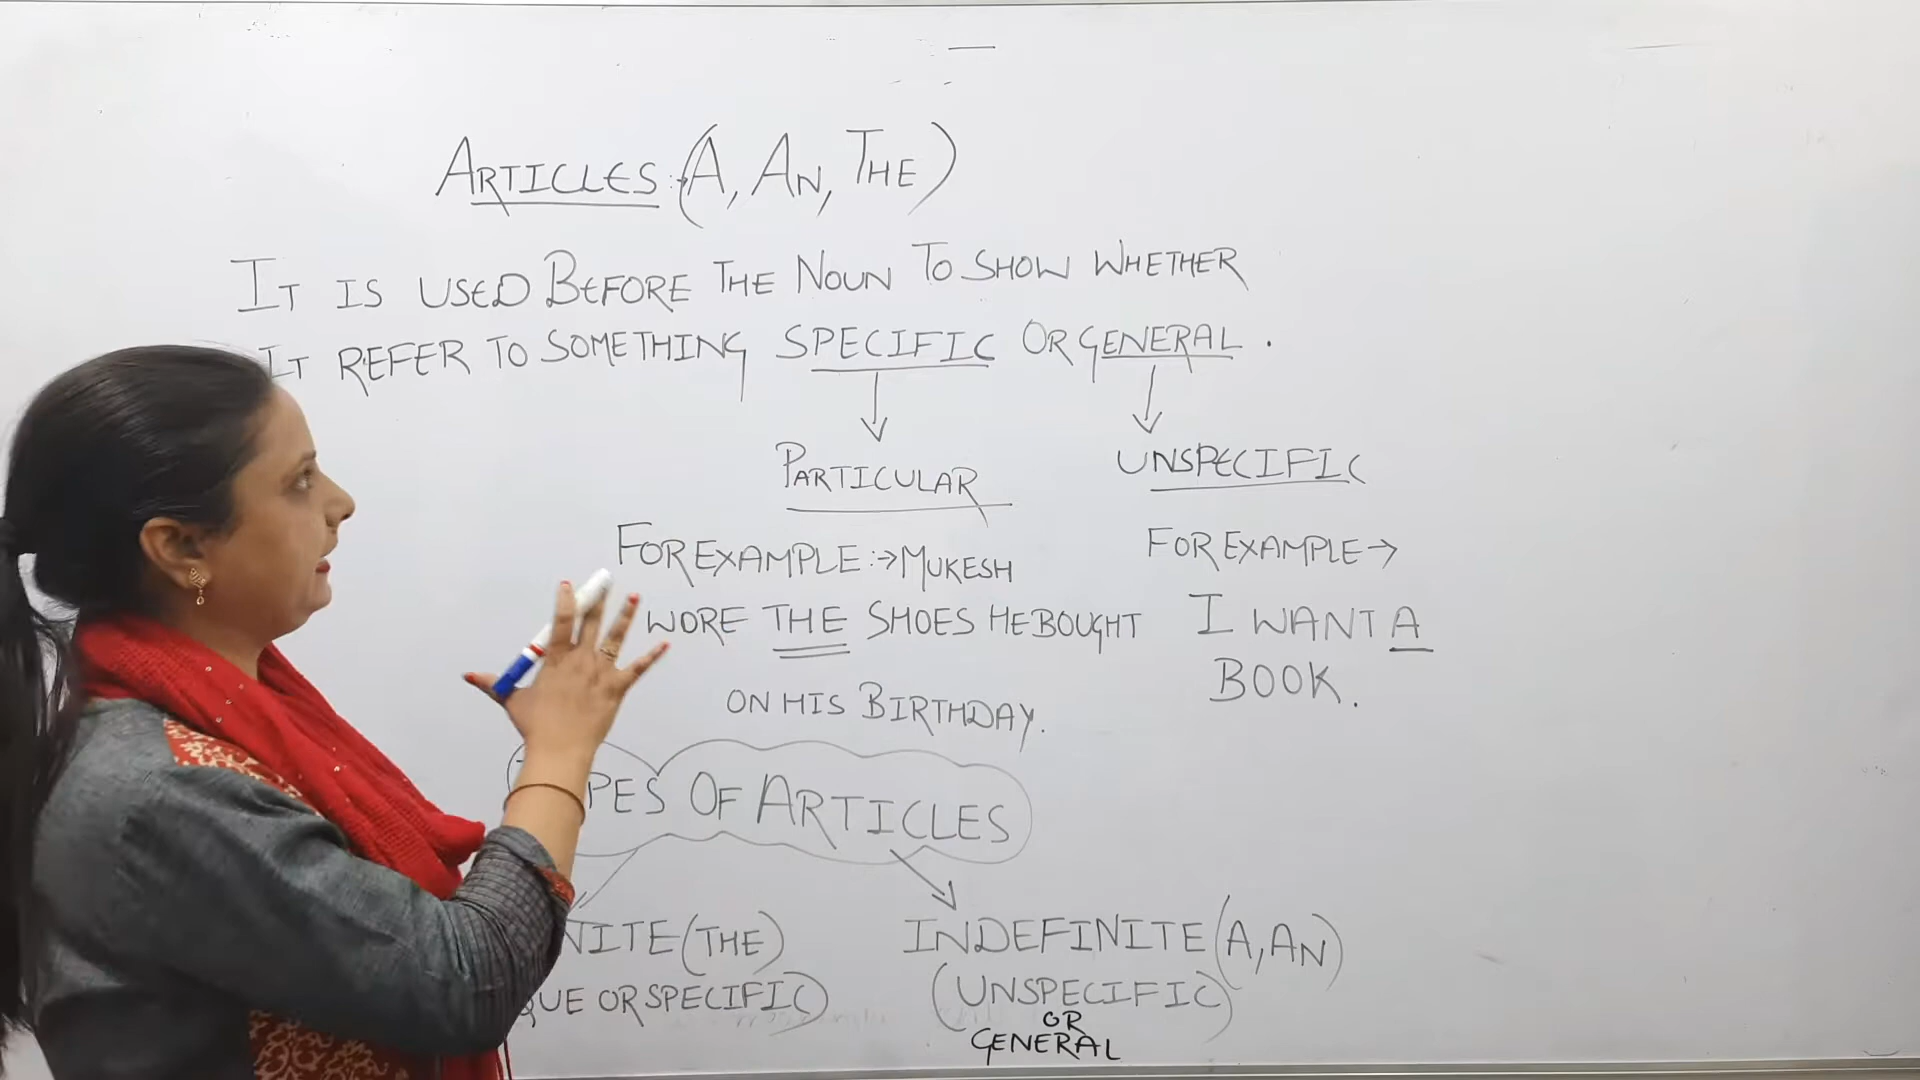 ARTICLES:-(A, AN, THE)
IT IS USED BEFORE THE NOUN TO SHOW WHETHER
IT REFER TO SOMETHING SPECIFIC OR GENERAL.
PARTICULAR
UNSPECIFIC
FOR EXAMPLE:→ MUKESH
WORE THE SHOES HE BOUGHT
ON HIS BIRTHDAY.
FOR EXAMPLE→
I WANT A
BOOK.
PES OF ARTICLES
NITE (THE)
QUE OR SPECIFIC)
INDEFINITE (A, AN)
(UNSPECIFIC)
OR
GENERAL